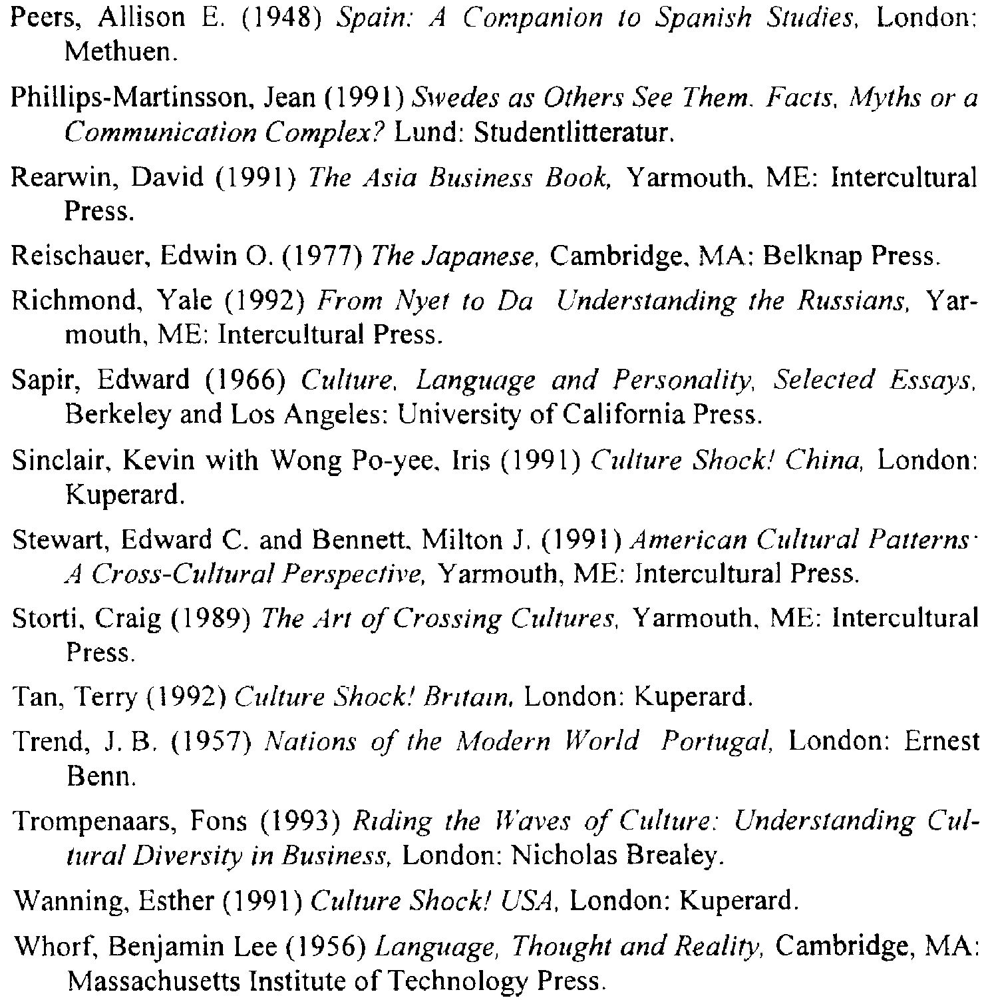 Peers, Allison E. (1948) Spain: A Companion to Spanish Studies, London:
Methuen.
Phillips-Martinsson, Jean (1991) Swedes as Others See Them. Facts, Myths or a
Communication Complex? Lund: Studentlitteratur.
Rearwin, David (1991) The Asia Business Book, Yarmouth, ME: Intercultural
Press.
Reischauer, Edwin O. (1977) The Japanese, Cambridge, MA: Belknap Press.
Richmond, Yale (1992) From Nyet to Da Understanding the Russians, Yar-
mouth, ME: Intercultural Press.
Sapir, Edward (1966) Culture, Language and Personality, Selected Essays,
Berkeley and Los Angeles: University of California Press.
Sinclair, Kevin with Wong Po-yee, Iris (1991) Culture Shock! China, London:
Kuperard.
Stewart, Edward C. and Bennett, Milton J. (1991) American Cultural Patterns:
A Cross-Cultural Perspective, Yarmouth, ME: Intercultural Press.
Storti, Craig (1989) The Art of Crossing Cultures, Yarmouth, ME: Intercultural
Press.
Tan, Terry (1992) Culture Shock! Britain, London: Kuperard.
Trend, J. B. (1957) Nations of the Modern World Portugal, London: Ernest
Benn.
Trompenaars, Fons (1993) Riding the Waves of Culture: Understanding Cul-
tural Diversity in Business, London: Nicholas Brealey.
Wanning, Esther (1991) Culture Shock! USA, London: Kuperard.
Whorf, Benjamin Lee (1956) Language, Thought and Reality, Cambridge, MA:
Massachusetts Institute of Technology Press.